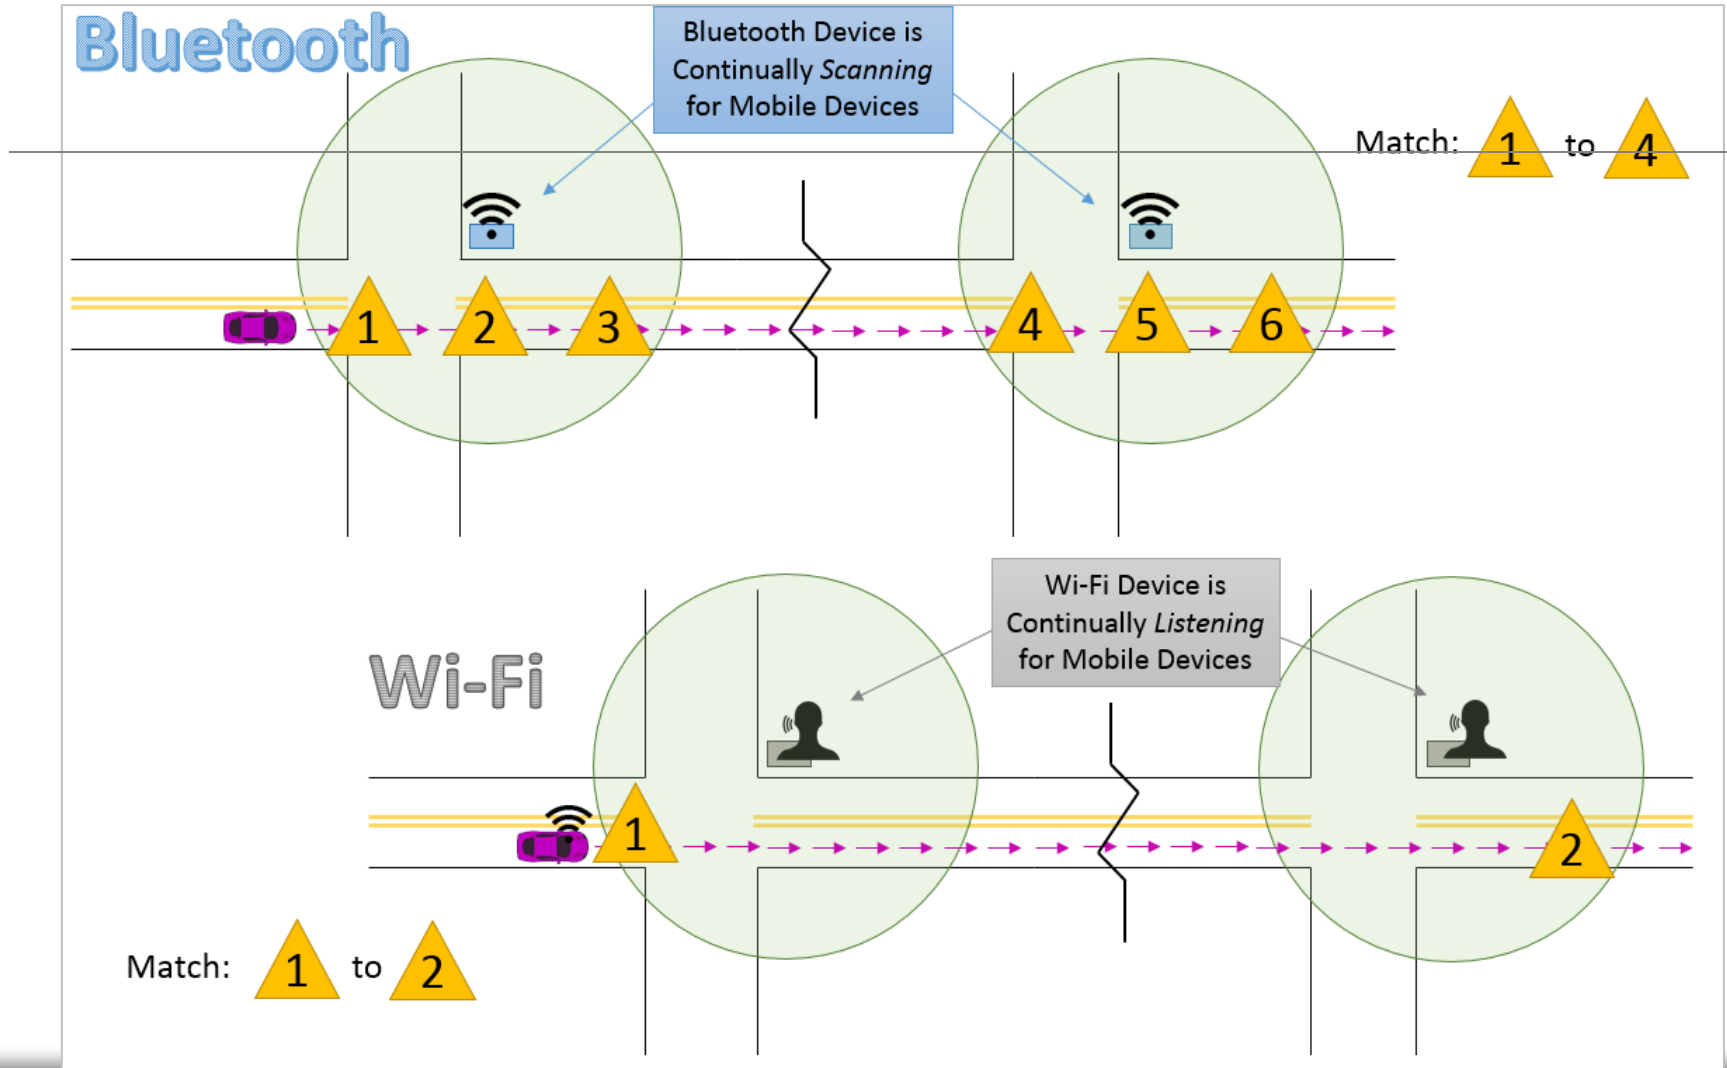 Bluetooth
Bluetooth Device is
Continually Scanning
for Mobile Devices
Match: 1 to 4
1 2 3 4 5 6
Wi-Fi Device is
Continually Listening
for Mobile Devices
Wi-Fi
1 2
Match: 1 to 2